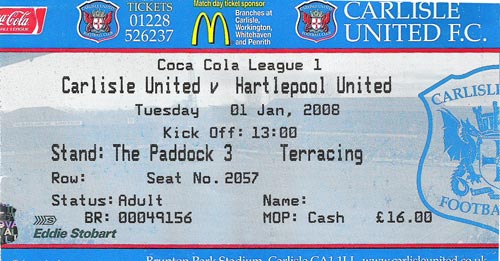 Coca-Cola
TICKETS
01228
526237
Match day ticket sponsor
Branches at
Carlisle,
Workington,
Whitehaven
and Penrith
CARLISLE
UNITED F.C.
Coca Cola League 1
Carlisle United v Hartlepool United
Tuesday 01 Jan, 2008
Kick Off: 13:00
Stand: The Paddock 3 Terracing
Row: Seat No. 2057
Status: Adult Name:
BR: 00049156 MOP: Cash £16.00
Eddie Stobart
CARLISLE
FOOTBALL
Brunton Park Stadium, Carlisle CA1 1LL www.carlisleunited.co.uk